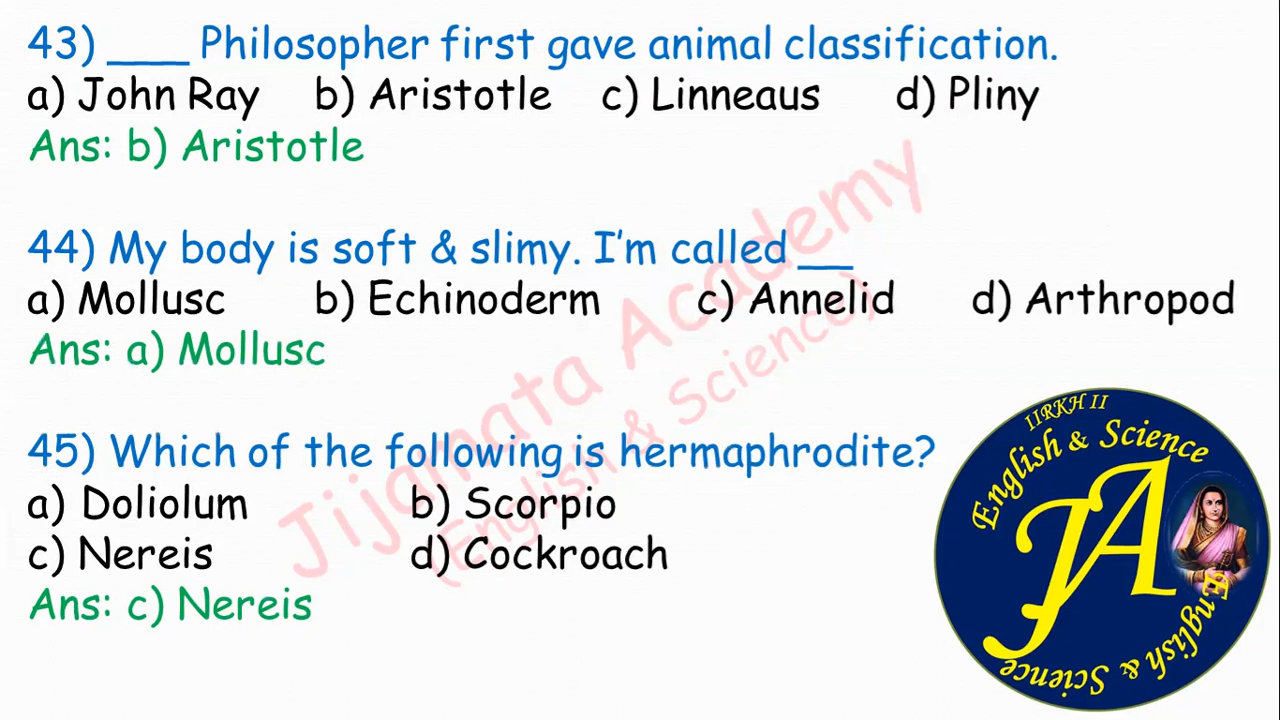 43) ___ Philosopher first gave animal classification.
a) John Ray b) Aristotle c) Linneaus d) Pliny
Ans: b) Aristotle
44) My body is soft & slimy. I'm called __
a) Mollusc b) Echinoderm c) Annelid d) Arthropod
Ans: a) Mollusc
45) Which of the following is hermaphrodite?
a) Doliolum b) Scorpio
c) Nereis d) Cockroach
Ans: c) Nereis
Jijamata Academy
(English & Science)
IIRKH II
English & Science
JA
English & Science